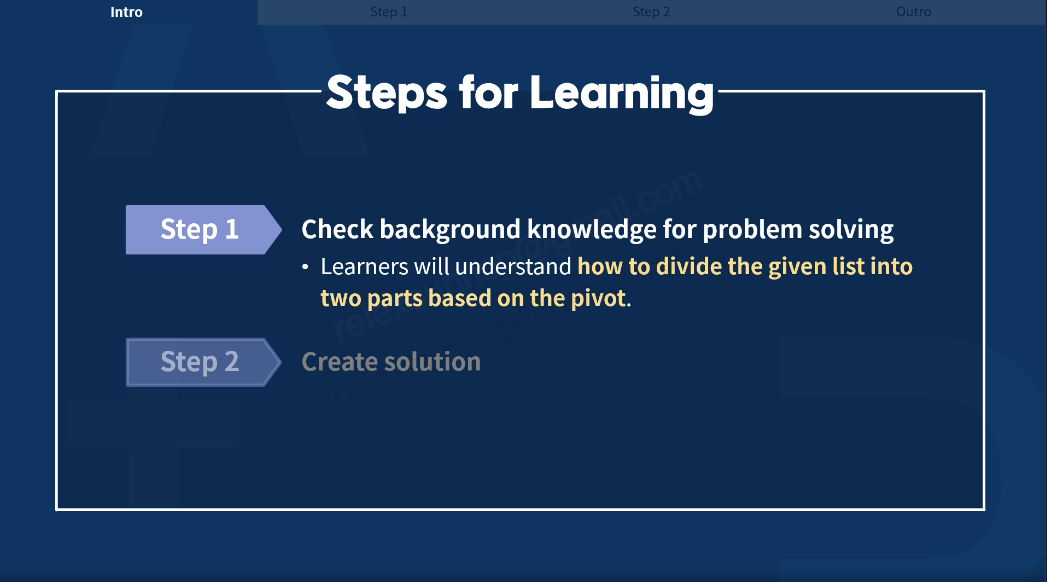 Intro Step 1 Step 2 Outro
Steps for Learning
Step 1 Check background knowledge for problem solving
• Learners will understand how to divide the given list into
two parts based on the pivot.
Step 2 Create solution